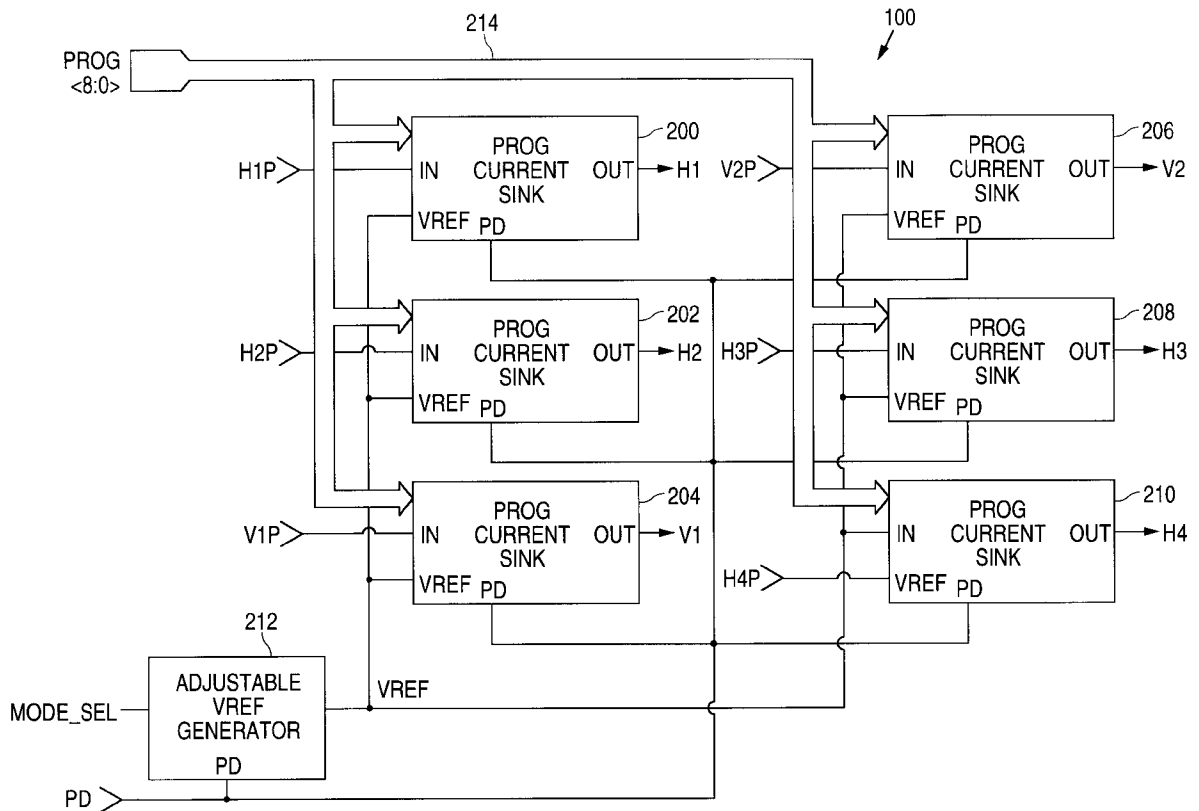 214
100
PROG
<8:0>
200
PROG
CURRENT
SINK
IN
OUT
VREF
PD
H1P
H1
206
PROG
CURRENT
SINK
IN
OUT
VREF
PD
V2P
V2
202
PROG
CURRENT
SINK
IN
OUT
VREF
PD
H2P
H2
208
PROG
CURRENT
SINK
IN
OUT
VREF
PD
H3P
H3
204
PROG
CURRENT
SINK
IN
OUT
VREF
PD
V1P
V1
210
PROG
CURRENT
SINK
IN
OUT
VREF
PD
H4P
H4
212
ADJUSTABLE
VREF
GENERATOR
PD
MODE_SEL
VREF
PD